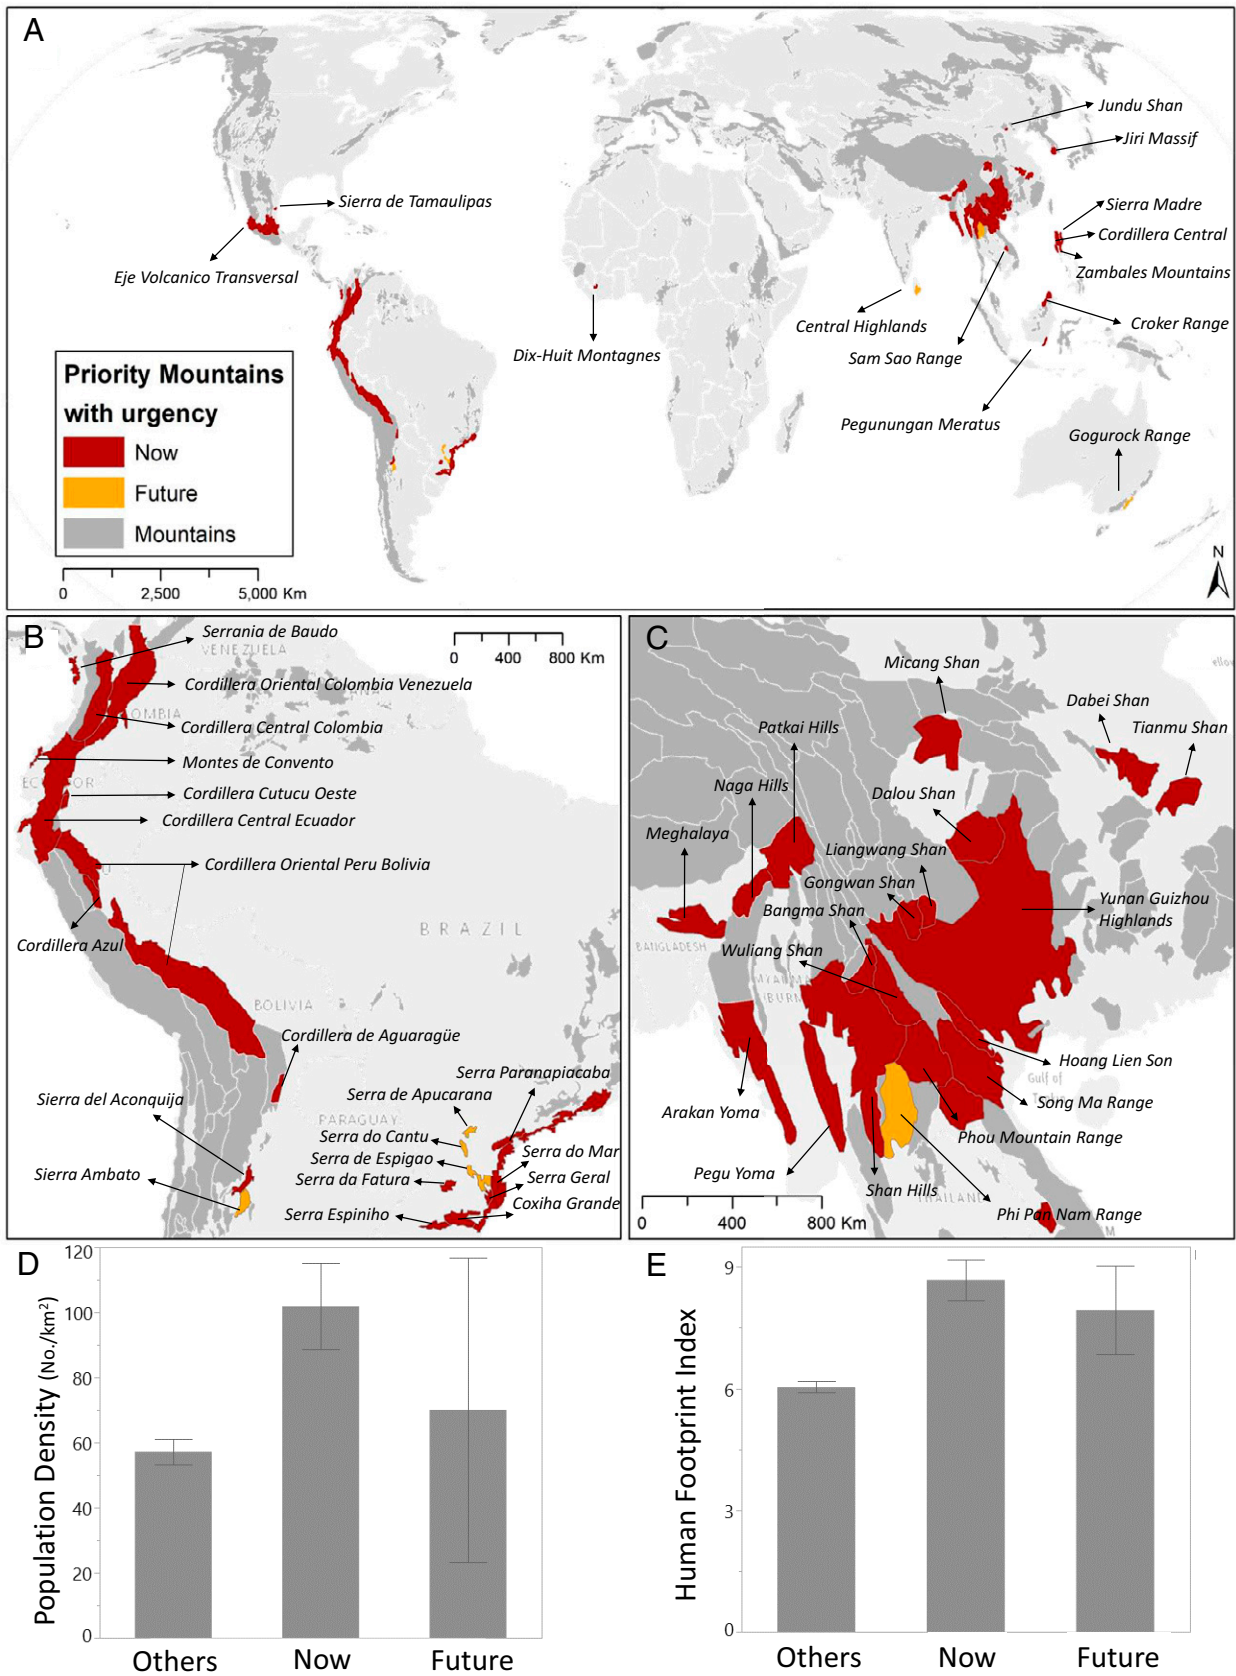 A
Jundu Shan
Jiri Massif
Sierra de Tamaulipas
Sierra Madre
Cordillera Central
Zambales Mountains
Eje Volcanico Transversal
Central Highlands
Croker Range
Dix-Huit Montagnes
Sam Sao Range
Pegunungan Meratus
Gogurock Range
Priority Mountains
with urgency
Now
Future
Mountains
0 2,500 5,000 Km
N
B
Serrania de Baudo
VENEZUELA
0 400 800 Km
Cordillera Oriental Colombia Venezuela
OMBIA
Cordillera Central Colombia
Montes de Convento
Cordillera Cutucu Oeste
Cordillera Central Ecuador
Cordillera Oriental Peru Bolivia
BRAZIL
Cordillera Azul
BOLIVIA
Cordillera de Aguaragüe
Serra Paranapiacaba
Sierra del Aconquija
Serra de Apucarana
PARAGUAY
Serra do Cantu
Serra do Mar
Serra de Espigao
Sierra Ambato
Serra da Fatura
Serra Geral
Coxiha Grande
Serra Espiniho
C
Micang Shan
Dabei Shan
Tianmu Shan
Patkai Hills
Naga Hills
Dalou Shan
Meghalaya
Liangwang Shan
Gongwan Shan
Bangma Shan
Yunan Guizhou
Highlands
BANGLADESH
Wuliang Shan
Hoang Lien Son
Gulf of
Song Ma Range
Arakan Yoma
Phou Mountain Range
Pegu Yoma
Shan Hills
THAILAND
Phi Pan Nam Range
0 400 800 Km
D
Population Density (No./km²)
120
100
80
60
40
20
0
Others Now Future
E
Human Footprint Index
9
6
3
0
Others Now Future